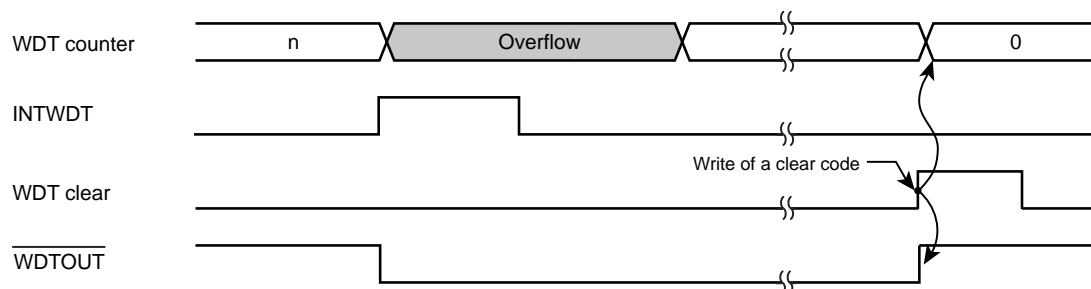 WDT counter
n
Overflow
0
INTWDT
Write of a clear code
WDT clear
WDTOUT